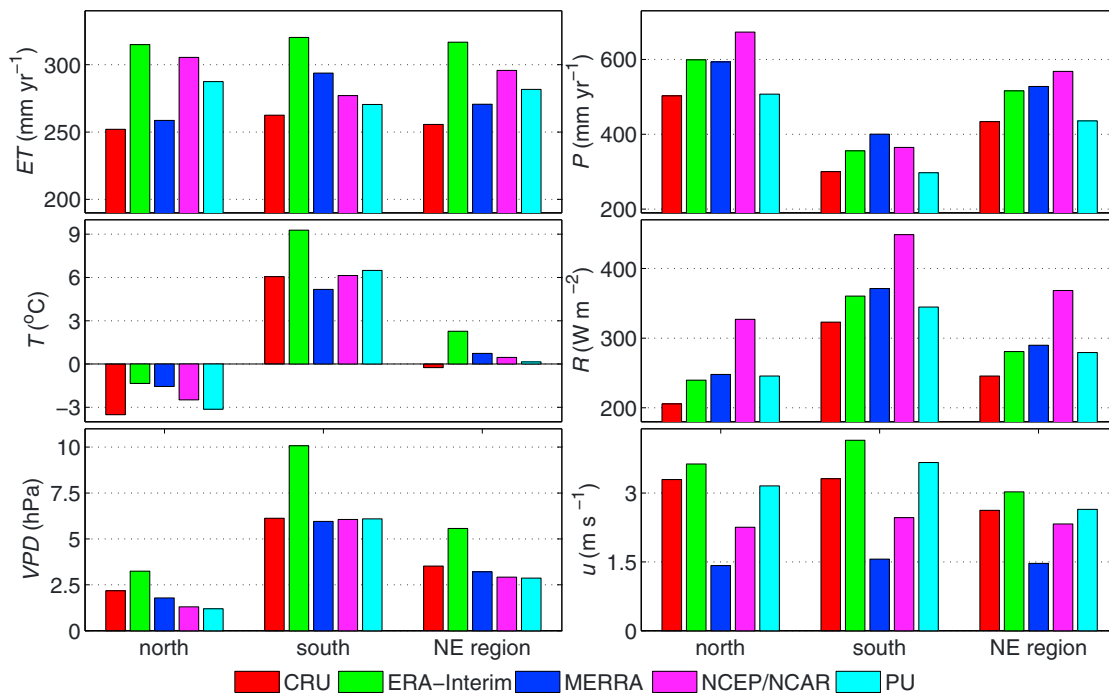 ET (mm yr−1)
300
250
200
P (mm yr−1)
600
400
200
T (oC)
9
6
3
0
−3
R (W m−2)
400
300
200
VPD (hPa)
10
7.5
5
2.5
0
u (m s−1)
3
1.5
0
north south NE region
north south NE region
CRU ERA−Interim MERRA NCEP/NCAR PU